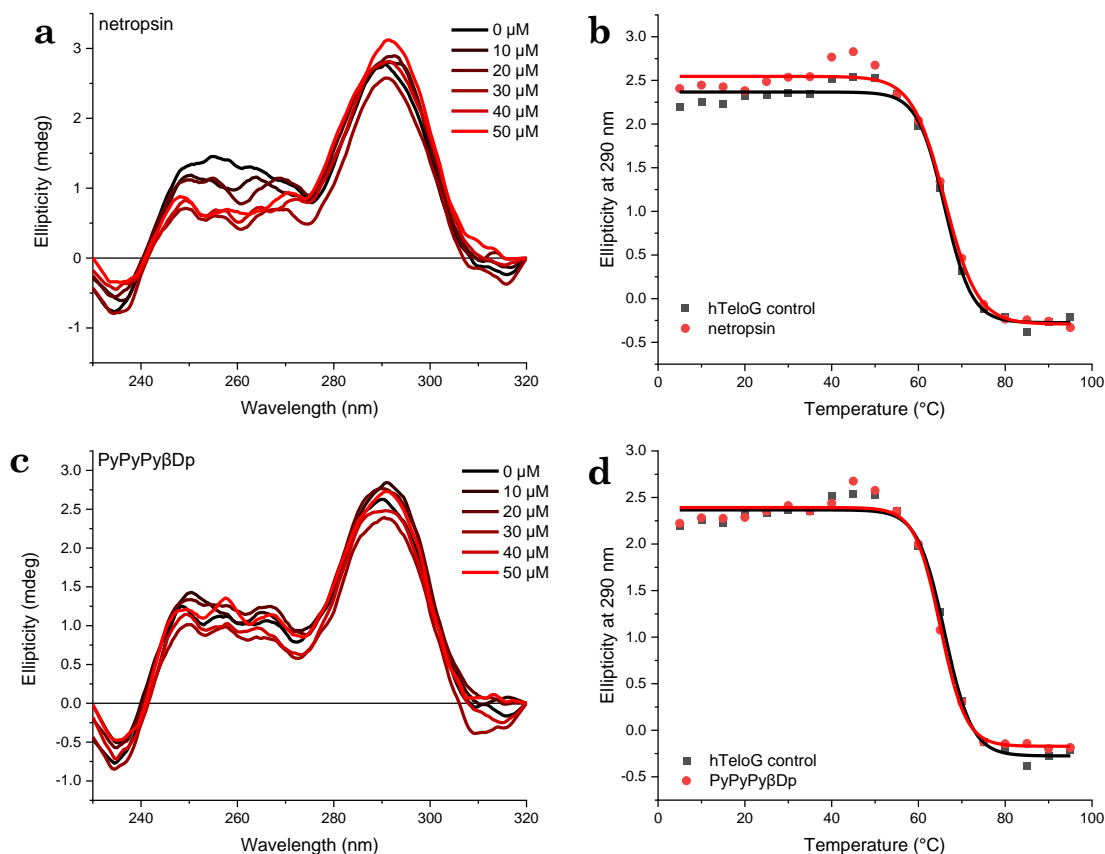 a
netropsin
0 µM
10 µM
20 µM
30 µM
40 µM
50 µM
3
2
1
0
-1
240
260
280
300
320
Ellipticity (mdeg)
Wavelength (nm)
b
3.0
2.5
2.0
1.5
1.0
0.5
0.0
-0.5
0
20
40
60
80
100
Ellipticity at 290 nm
Temperature (°C)
hTeloG control
netropsin
c
PyPyPyβDp
0 µM
10 µM
20 µM
30 µM
40 µM
50 µM
3.0
2.5
2.0
1.5
1.0
0.5
0.0
-0.5
-1.0
240
260
280
300
320
Ellipticity (mdeg)
Wavelength (nm)
d
3.0
2.5
2.0
1.5
1.0
0.5
0.0
-0.5
0
20
40
60
80
100
Ellipticity at 290 nm
Temperature (°C)
hTeloG control
PyPyPyβDp